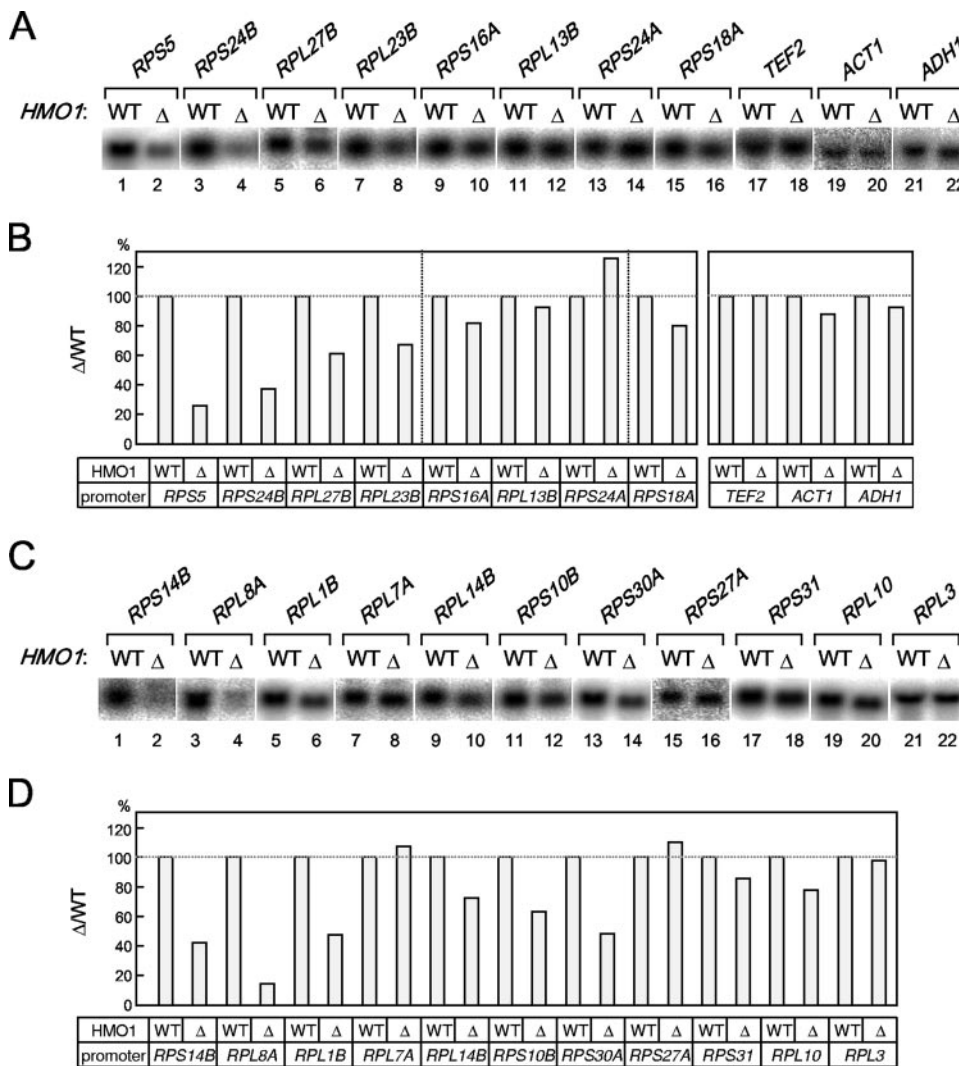 A
RPS5 RPS24B RPL27B RPL23B RPS16A RPL13B RPS24A RPS18A TEF2 ACT1 ADH1
HMO1: WT Δ WT Δ WT Δ WT Δ WT Δ WT Δ WT Δ WT Δ WT Δ WT Δ WT Δ
1 2 3 4 5 6 7 8 9 10 11 12 13 14 15 16 17 18 19 20 21 22
B
%
120
100
80
60
40
20
0
Δ/WT
HMO1 WT Δ WT Δ WT Δ WT Δ WT Δ WT Δ WT Δ WT Δ WT Δ WT Δ WT Δ
promoter RPS5 RPS24B RPL27B RPL23B RPS16A RPL13B RPS24A RPS18A TEF2 ACT1 ADH1
C
RPS14B RPL8A RPL1B RPL7A RPL14B RPS10B RPS30A RPS27A RPS31 RPL10 RPL3
HMO1: WT Δ WT Δ WT Δ WT Δ WT Δ WT Δ WT Δ WT Δ WT Δ WT Δ WT Δ
1 2 3 4 5 6 7 8 9 10 11 12 13 14 15 16 17 18 19 20 21 22
D
%
120
100
80
60
40
20
0
Δ/WT
HMO1 WT Δ WT Δ WT Δ WT Δ WT Δ WT Δ WT Δ WT Δ WT Δ WT Δ WT Δ
promoter RPS14B RPL8A RPL1B RPL7A RPL14B RPS10B RPS30A RPS27A RPS31 RPL10 RPL3